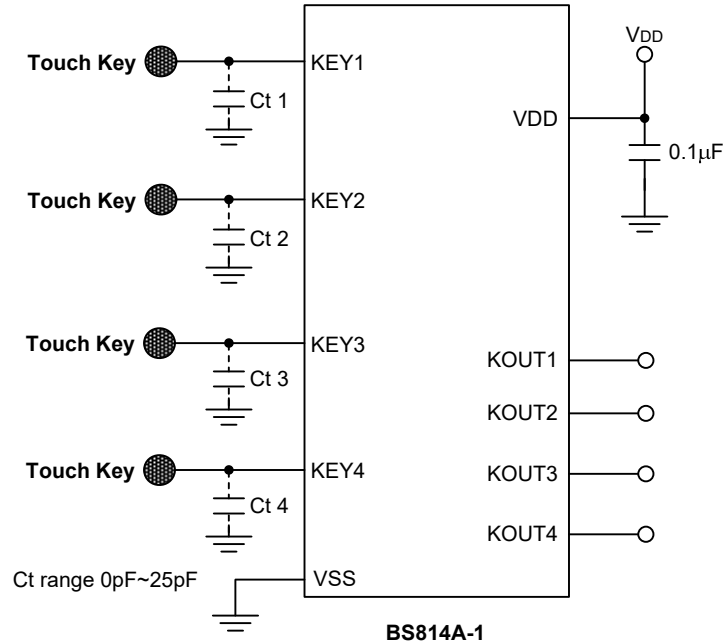 Touch Key
KEY1
Ct 1
Touch Key
KEY2
Ct 2
Touch Key
KEY3
Ct 3
Touch Key
KEY4
Ct 4
Ct range 0pF~25pF
VSS
VDD
VDD
0.1μF
KOUT1
KOUT2
KOUT3
KOUT4
BS814A-1